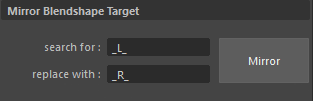 Mirror Blendshape Target
search for : _L_
Mirror
replace with : _R_